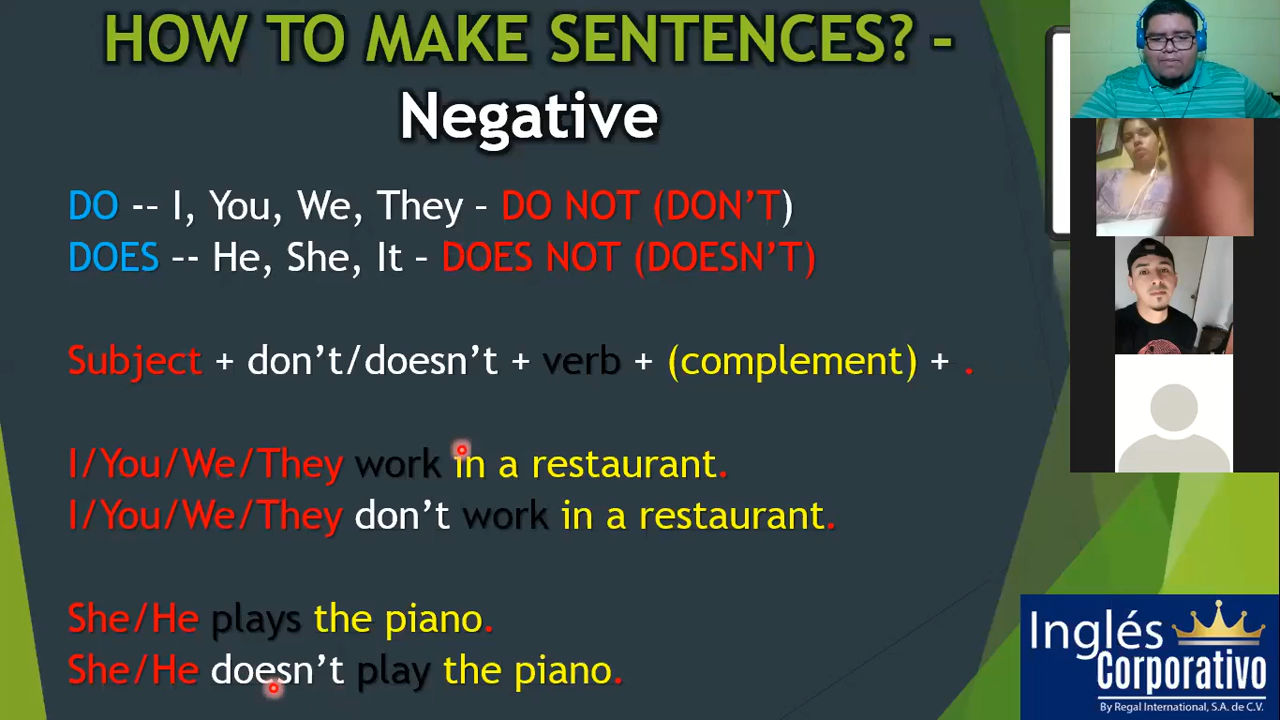 HOW TO MAKE SENTENCES? -
Negative
DO -– I, You, We, They – DO NOT (DON’T)
DOES –- He, She, It – DOES NOT (DOESN’T)
Subject + don’t/doesn’t + verb + (complement) + .
I/You/We/They work in a restaurant.
I/You/We/They don’t work in a restaurant.
She/He plays the piano.
She/He doesn’t play the piano.
Inglés
Corporativo
By Regal International, S.A. de C.V.